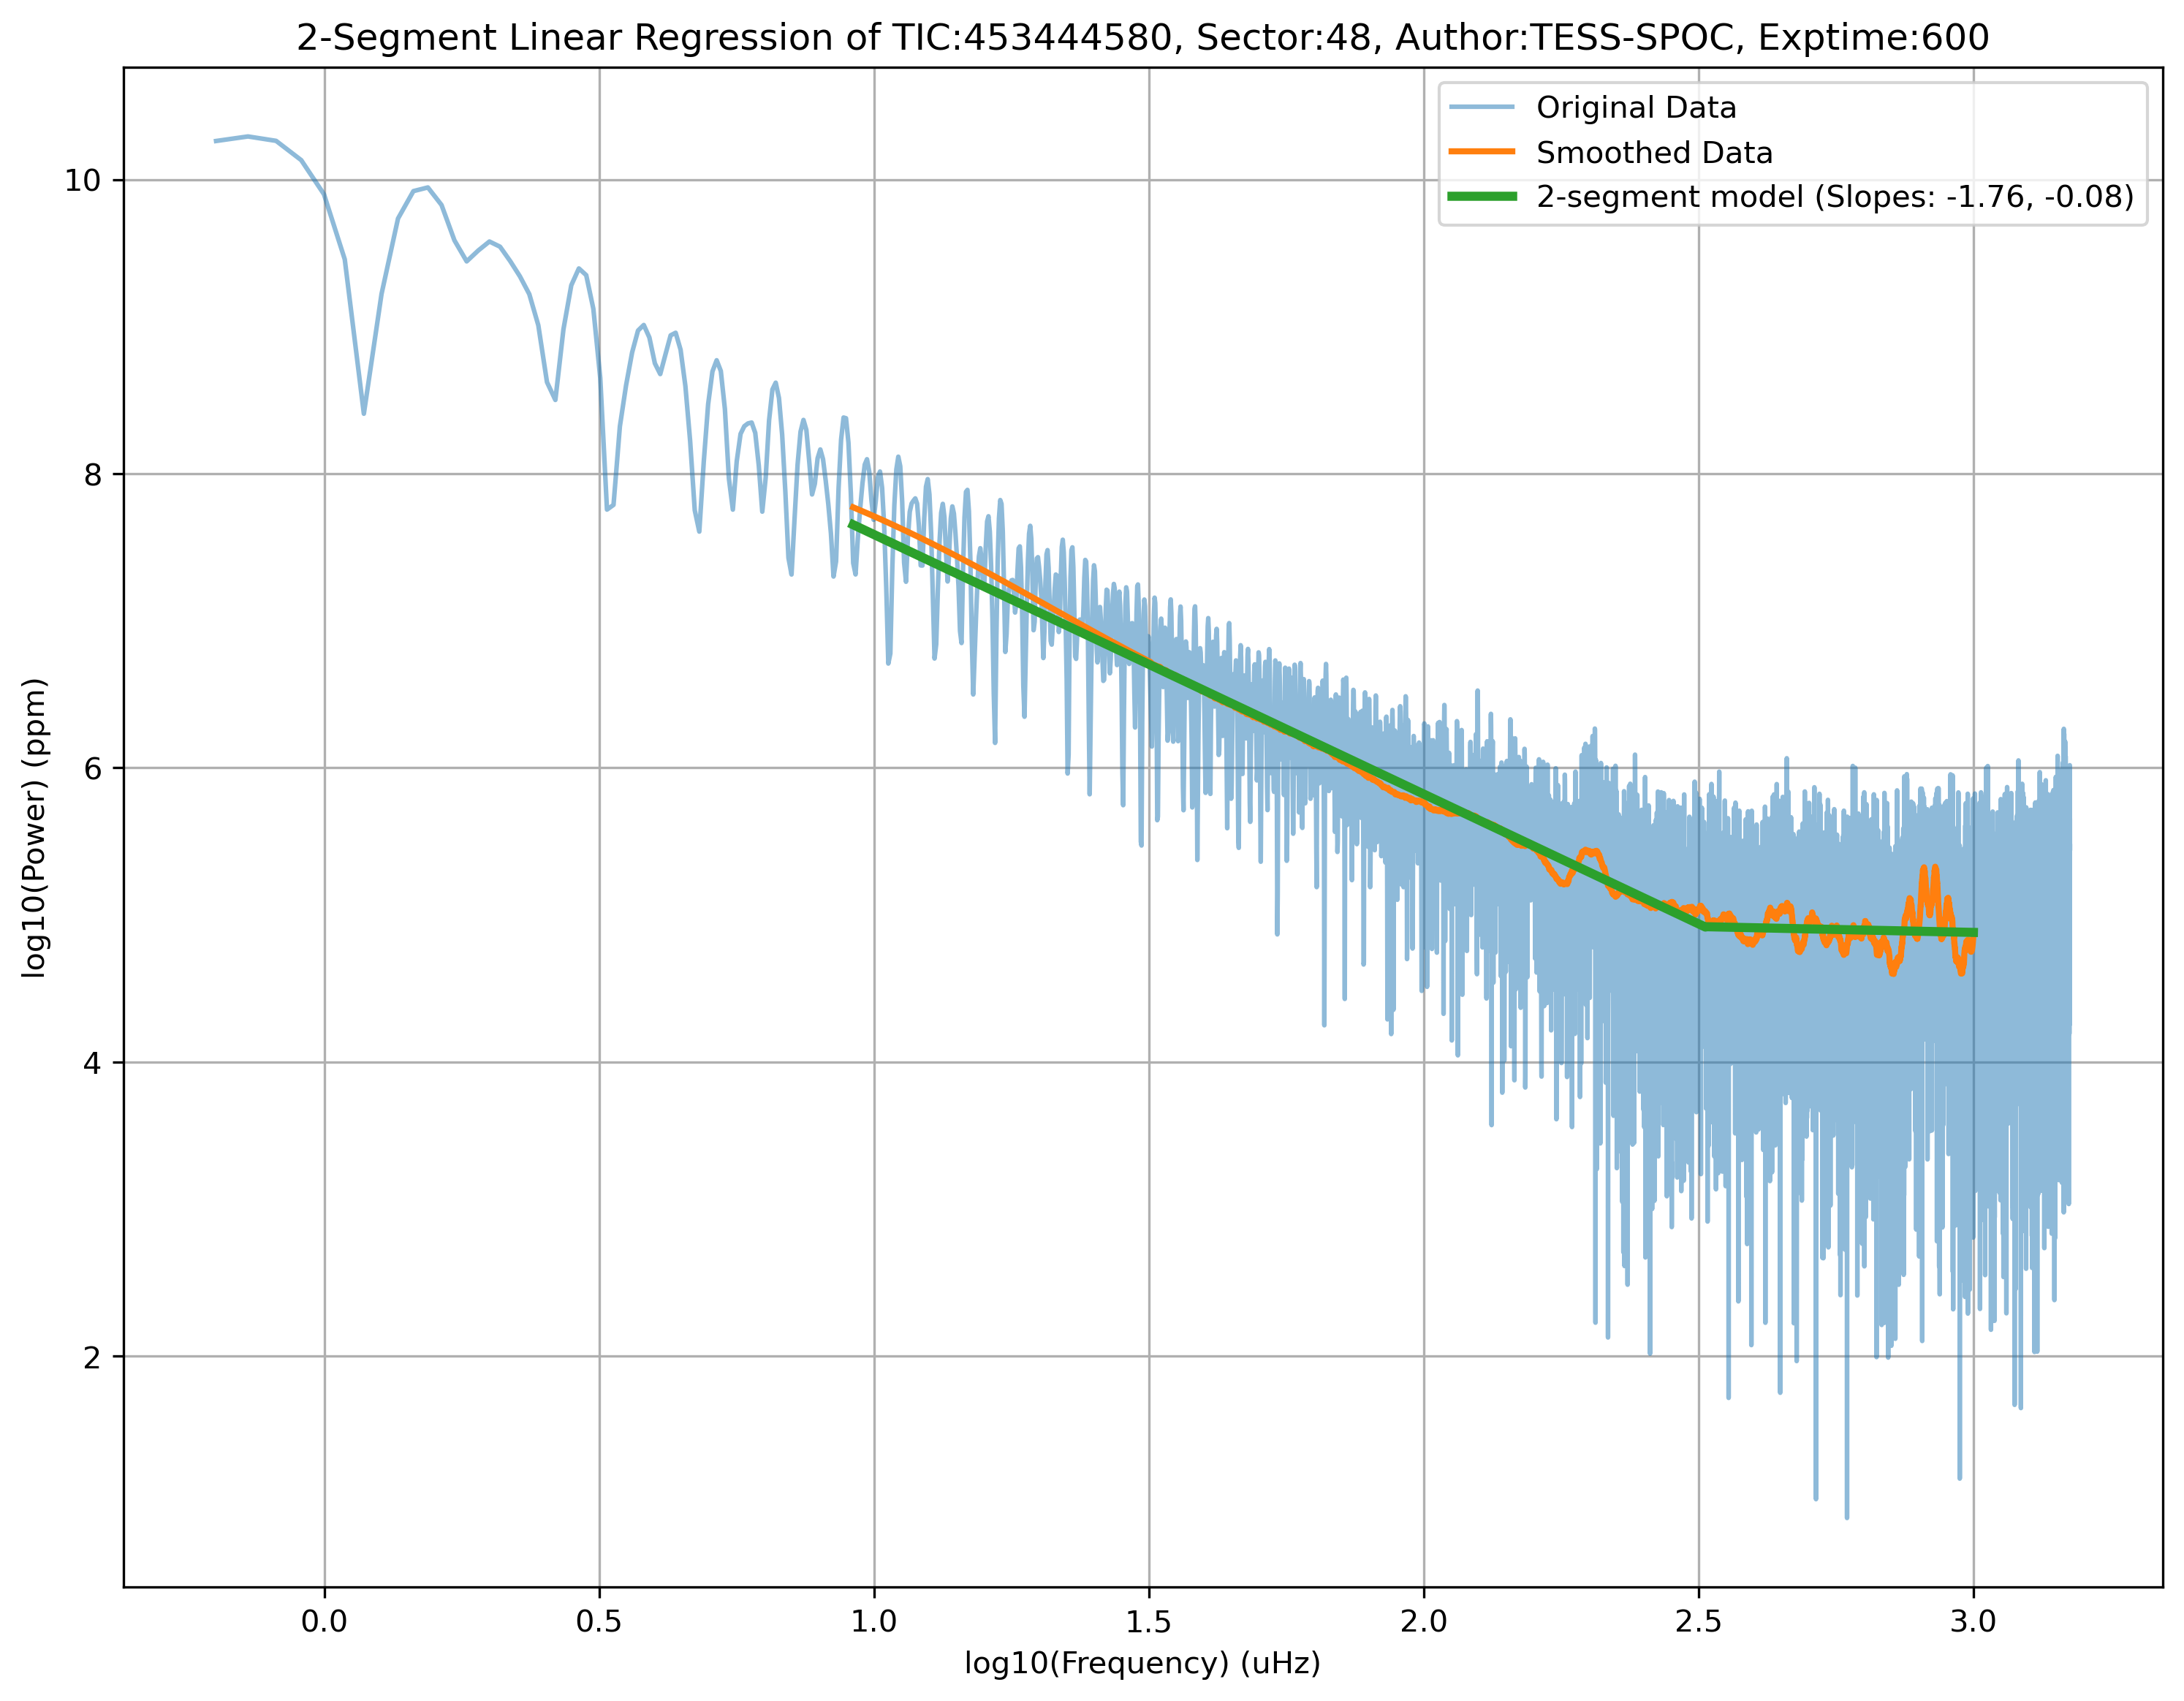 2-Segment Linear Regression of TIC:453444580, Sector:48, Author:TESS-SPOC, Exptime:600
Original Data
Smoothed Data
2-segment model (Slopes: -1.76, -0.08)
log10(Power) (ppm)
10
8
6
4
2
0.0 0.5 1.0 1.5 2.0 2.5 3.0
log10(Frequency) (uHz)